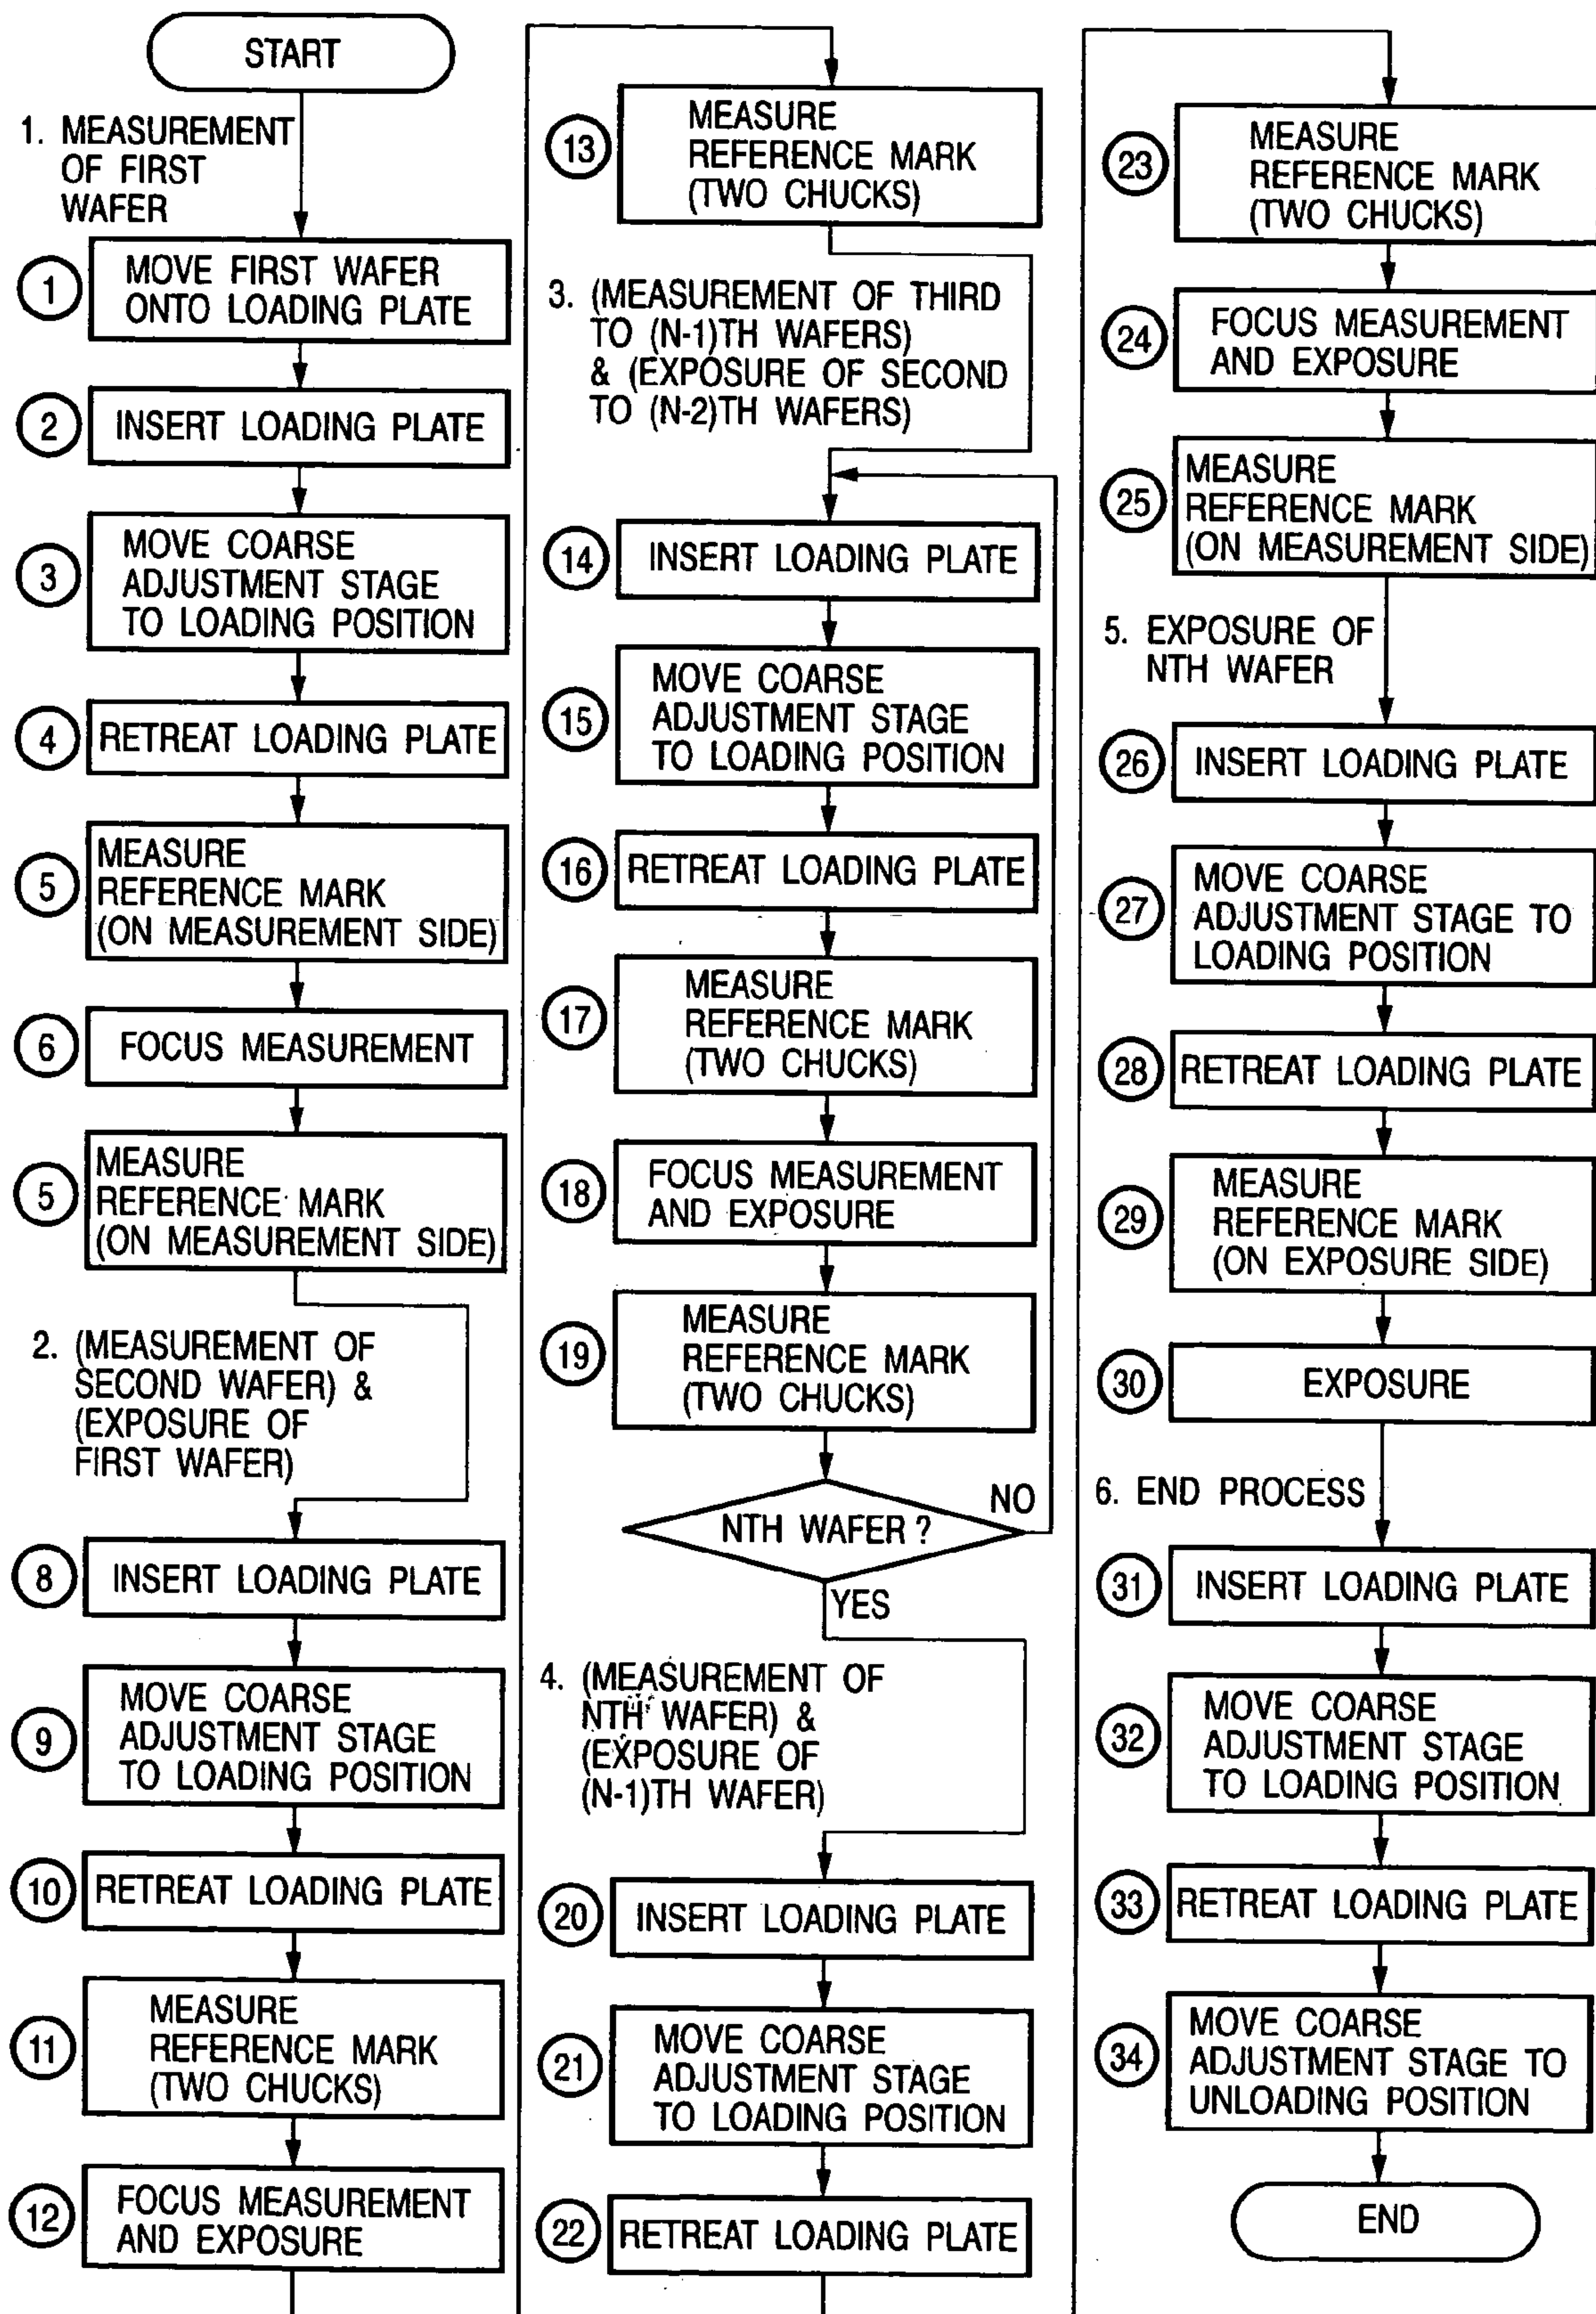 START
1. MEASUREMENT
OF FIRST
WAFER
1
MOVE FIRST WAFER
ONTO LOADING PLATE
2
INSERT LOADING PLATE
3
MOVE COARSE
ADJUSTMENT STAGE
TO LOADING POSITION
4
RETREAT LOADING PLATE
5
MEASURE
REFERENCE MARK
(ON MEASUREMENT SIDE)
6
FOCUS MEASUREMENT
5
MEASURE
REFERENCE MARK
(ON MEASUREMENT SIDE)
2. (MEASUREMENT OF
SECOND WAFER) &
(EXPOSURE OF
FIRST WAFER)
8
INSERT LOADING PLATE
9
MOVE COARSE
ADJUSTMENT STAGE
TO LOADING POSITION
10
RETREAT LOADING PLATE
11
MEASURE
REFERENCE MARK
(TWO CHUCKS)
12
FOCUS MEASUREMENT
AND EXPOSURE
13
MEASURE
REFERENCE MARK
(TWO CHUCKS)
3. (MEASUREMENT OF THIRD
TO (N-1)TH WAFERS)
& (EXPOSURE OF SECOND
TO (N-2)TH WAFERS)
14
INSERT LOADING PLATE
15
MOVE COARSE
ADJUSTMENT STAGE
TO LOADING POSITION
16
RETREAT LOADING PLATE
17
MEASURE
REFERENCE MARK
(TWO CHUCKS)
18
FOCUS MEASUREMENT
AND EXPOSURE
19
MEASURE
REFERENCE MARK
(TWO CHUCKS)
NTH WAFER ?
NO
YES
4. (MEASUREMENT OF
NTH WAFER) &
(EXPOSURE OF
(N-1)TH WAFER)
20
INSERT LOADING PLATE
21
MOVE COARSE
ADJUSTMENT STAGE
TO LOADING POSITION
22
RETREAT LOADING PLATE
23
MEASURE
REFERENCE MARK
(TWO CHUCKS)
24
FOCUS MEASUREMENT
AND EXPOSURE
25
MEASURE
REFERENCE MARK
(ON MEASUREMENT SIDE)
5. EXPOSURE OF
NTH WAFER
26
INSERT LOADING PLATE
27
MOVE COARSE
ADJUSTMENT STAGE TO
LOADING POSITION
28
RETREAT LOADING PLATE
29
MEASURE
REFERENCE MARK
(ON EXPOSURE SIDE)
30
EXPOSURE
6. END PROCESS
31
INSERT LOADING PLATE
32
MOVE COARSE
ADJUSTMENT STAGE
TO LOADING POSITION
33
RETREAT LOADING PLATE
34
MOVE COARSE
ADJUSTMENT STAGE TO
UNLOADING POSITION
END